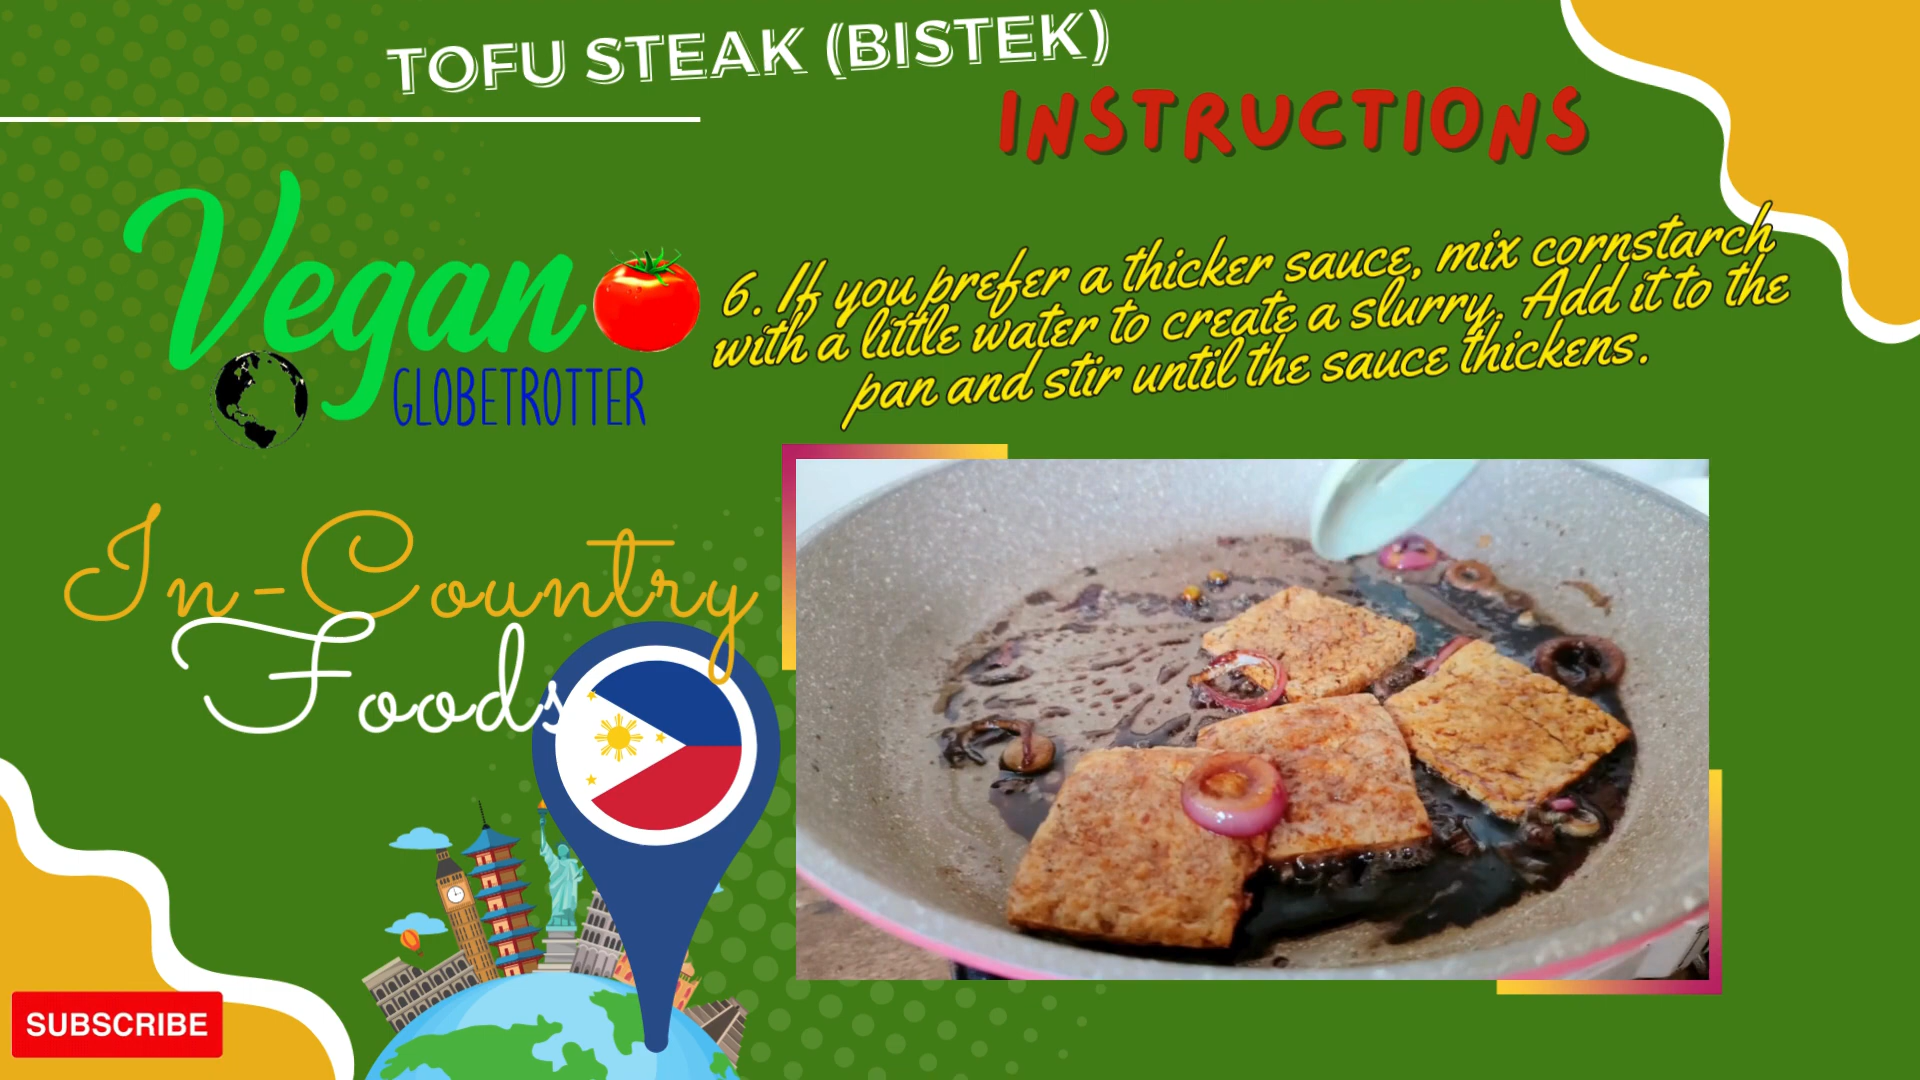 TOFU STEAK (BISTEK)
INSTRUCTIONS
Vegan
GLOBETROTTER
6. If you prefer a thicker sauce, mix cornstarch
with a little water to create a slurry. Add it to the
pan and stir until the sauce thickens.
In-Country
Foods
SUBSCRIBE